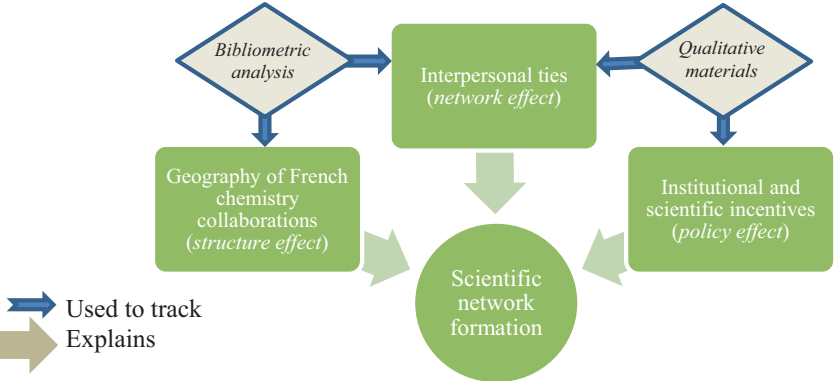 Bibliometric
analysis
Interpersonal ties
(network effect)
Qualitative
materials
Geography of French
chemistry
collaborations
(structure effect)
Institutional and
scientific incentives
(policy effect)
Scientific
network
formation
Used to track
Explains